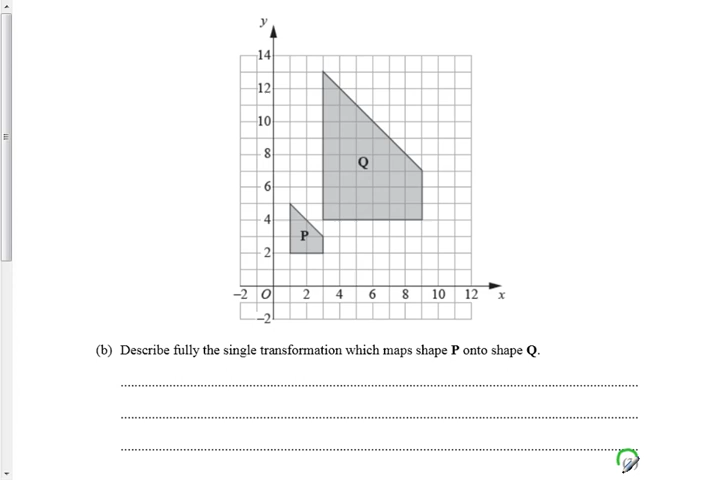 y
14
12
10
8
Q
6
4
P
2
−2 O 2 4 6 8 10 12 x
−2
(b) Describe fully the single transformation which maps shape P onto shape Q.